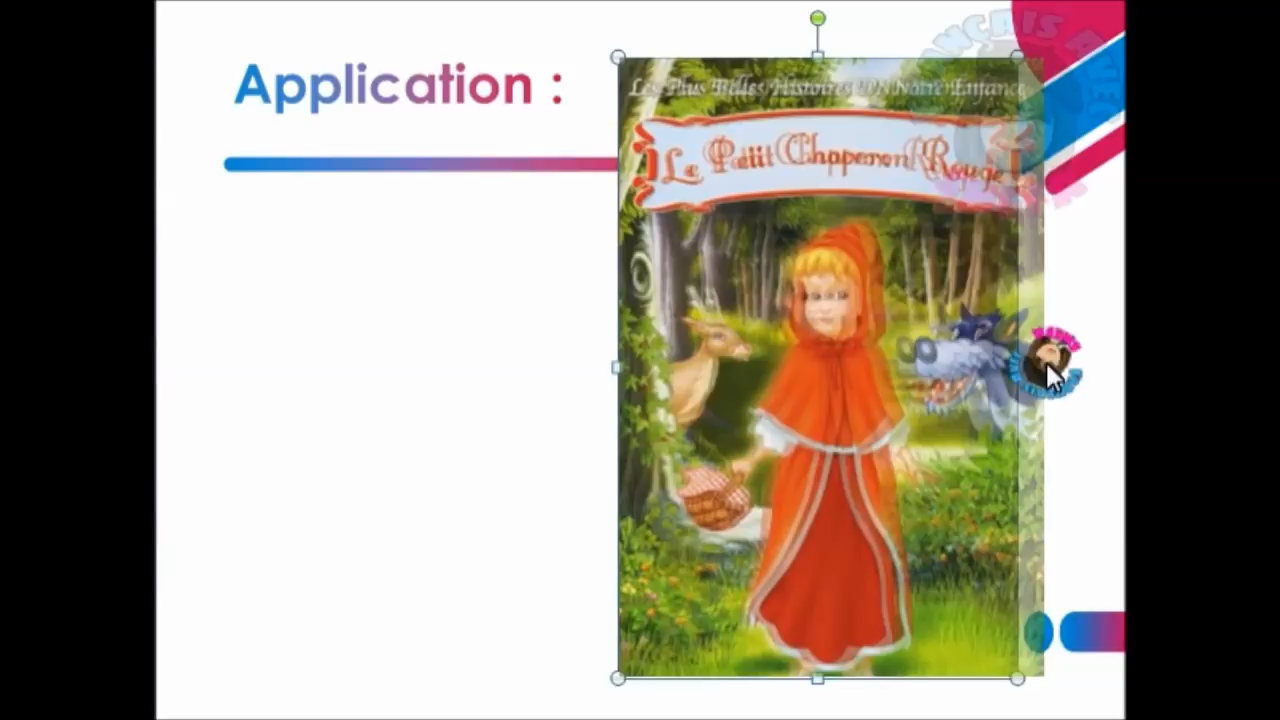 Application :
Les Plus Belles Histoires De Notre Enfance
Le Petit Chaperon Rouge